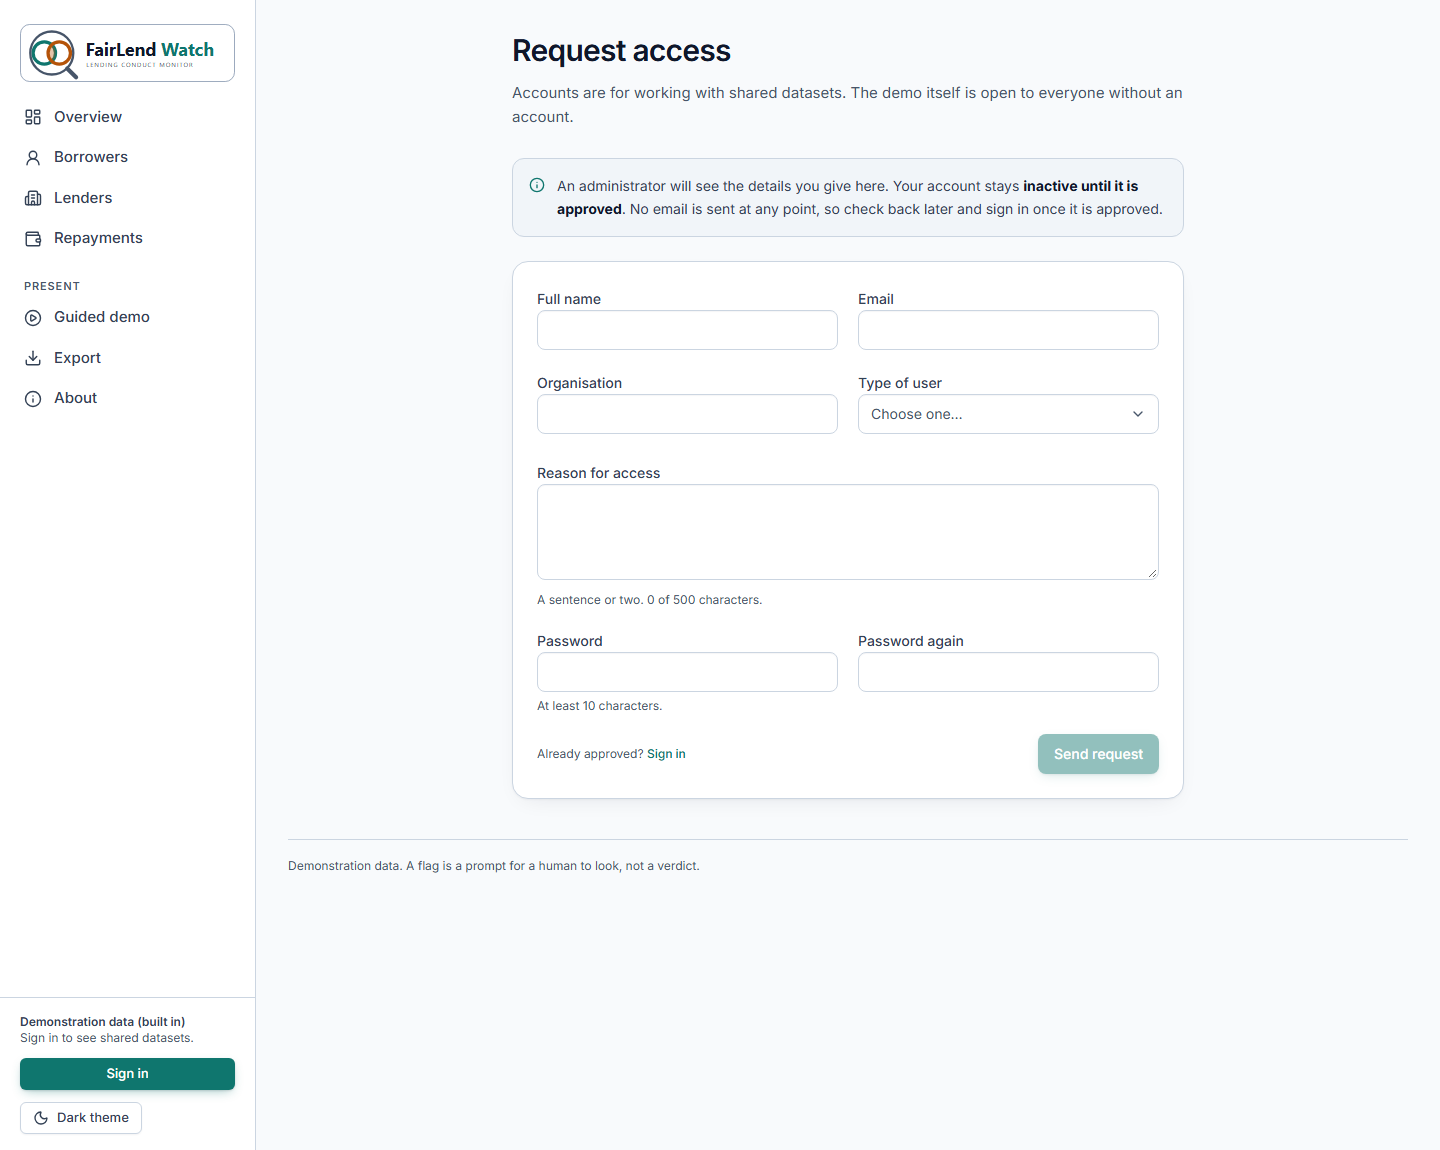 FairLend Watch
LENDING CONDUCT MONITOR
Overview
Borrowers
Lenders
Repayments
PRESENT
Guided demo
Export
About
Demonstration data (built in)
Sign in to see shared datasets.
Sign in
Dark theme
Request access
Accounts are for working with shared datasets. The demo itself is open to everyone without an
account.
An administrator will see the details you give here. Your account stays inactive until it is
approved. No email is sent at any point, so check back later and sign in once it is approved.
Full name
Email
Organisation
Type of user
Choose one...
Reason for access
A sentence or two. 0 of 500 characters.
Password
Password again
At least 10 characters.
Already approved? Sign in
Send request
Demonstration data. A flag is a prompt for a human to look, not a verdict.